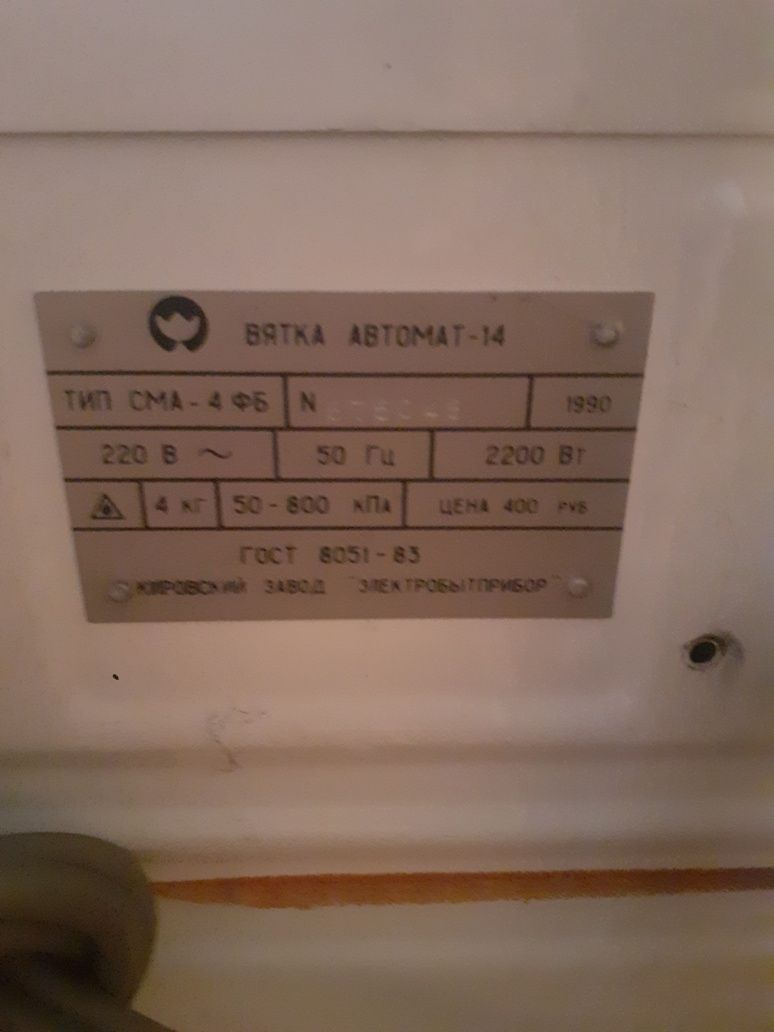 ВЯТКА АВТОМАТ-14
ТИП СМА-4 ФБ N 1990
220 В ~ 50 Гц 2200 Вт
4 кг 50-800 кПа ЦЕНА 400 РУБ
ГОСТ 8051-83
КИРОВСКИЙ ЗАВОД "ЭЛЕКТРОБЫТПРИБОР"